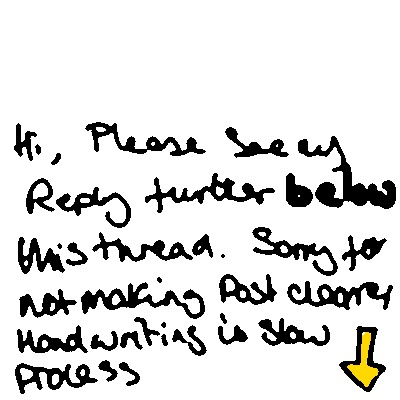 Hi, Please see my
Reply further below
this thread. Sorry for
not making Post clearer
Handwriting is slow
process